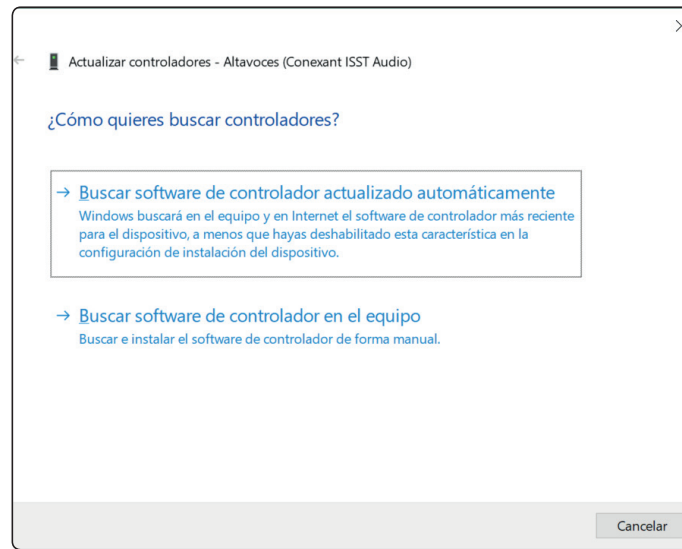 Actualizar controladores - Altavoces (Conexant ISST Audio)
¿Cómo quieres buscar controladores?
→ Buscar software de controlador actualizado automáticamente
Windows buscará en el equipo y en Internet el software de controlador más reciente
para el dispositivo, a menos que hayas deshabilitado esta característica en la
configuración de instalación del dispositivo.
→ Buscar software de controlador en el equipo
Buscar e instalar el software de controlador de forma manual.
Cancelar